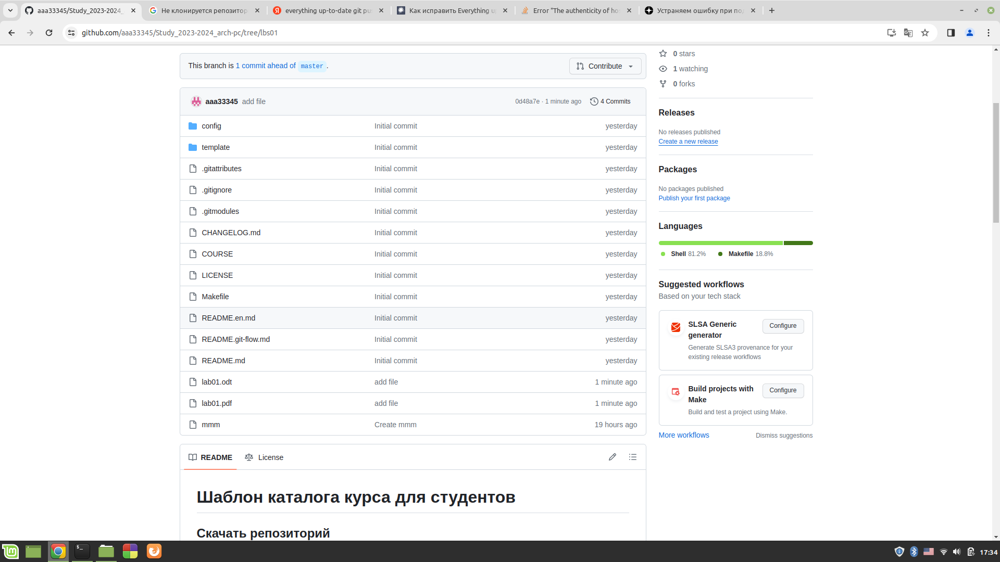 aaa33345/Study_2023-2024_
Не клонируется репозитор
everything up-to-date git pu
Как исправить Everything u
Error "The authenticity of ho
Устраняем ошибку при по
github.com/aaa33345/Study_2023-2024_arch-pc/tree/lbs01
This branch is 1 commit ahead of master .
Contribute
aaa33345 add file
0d48a7e · 1 minute ago
4 Commits
config Initial commit yesterday
template Initial commit yesterday
.gitattributes Initial commit yesterday
.gitignore Initial commit yesterday
.gitmodules Initial commit yesterday
CHANGELOG.md Initial commit yesterday
COURSE Initial commit yesterday
LICENSE Initial commit yesterday
Makefile Initial commit yesterday
README.en.md Initial commit yesterday
README.git-flow.md Initial commit yesterday
README.md Initial commit yesterday
lab01.odt add file 1 minute ago
lab01.pdf add file 1 minute ago
mmm Create mmm 19 hours ago
README
License
Шаблон каталога курса для студентов
Скачать репозиторий
0 stars
1 watching
0 forks
Releases
No releases published
Create a new release
Packages
No packages published
Publish your first package
Languages
Shell 81.2% Makefile 18.8%
Suggested workflows
Based on your tech stack
SLSA Generic
generator
Configure
Generate SLSA3 provenance for your
existing release workflows
Build projects with
Make
Configure
Build and test a project using Make.
More workflows
Dismiss suggestions
17:34